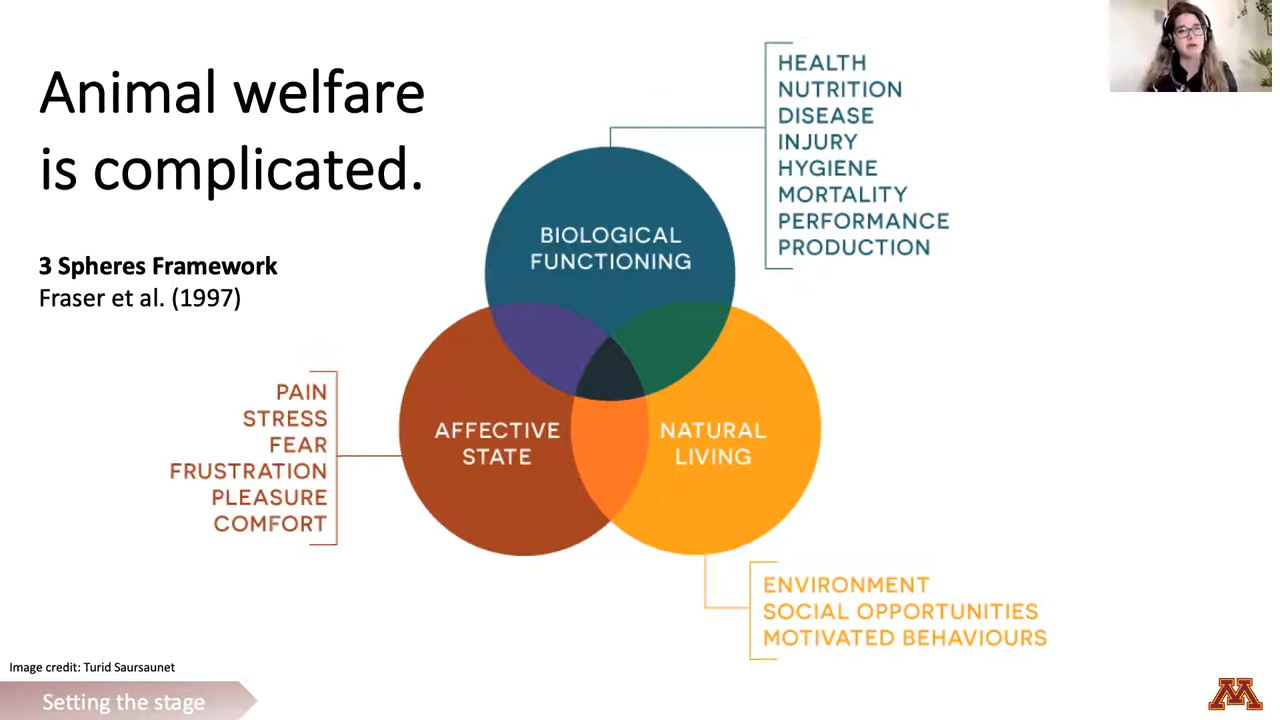 Animal welfare
is complicated.
3 Spheres Framework
Fraser et al. (1997)
HEALTH
NUTRITION
DISEASE
INJURY
HYGIENE
MORTALITY
PERFORMANCE
PRODUCTION
BIOLOGICAL
FUNCTIONING
AFFECTIVE
STATE
NATURAL
LIVING
PAIN
STRESS
FEAR
FRUSTRATION
PLEASURE
COMFORT
ENVIRONMENT
SOCIAL OPPORTUNITIES
MOTIVATED BEHAVIOURS
Image credit: Turid Saursaunet
Setting the stage
M